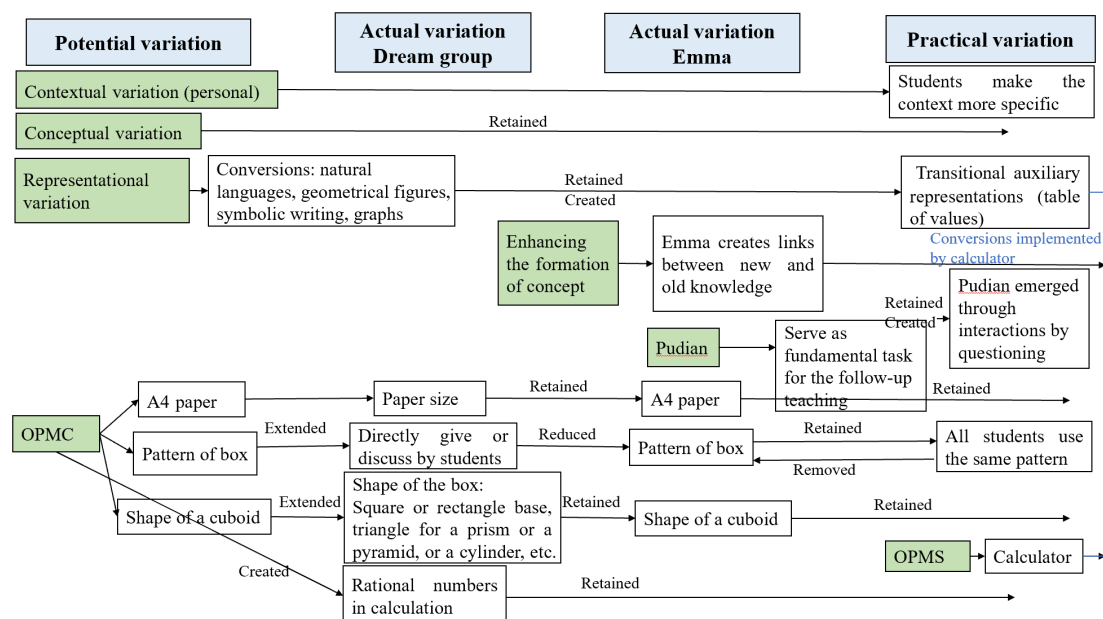 Potential variation
Actual variation
Dream group
Actual variation
Emma
Practical variation
Contextual variation (personal)
Students make the
context more specific
Conceptual variation
Retained
Representational
variation
Conversions: natural
languages, geometrical figures,
symbolic writing, graphs
Retained
Created
Transitional auxiliary
representations (table
of values)
Conversions implemented
by calculator
Enhancing
the formation
of concept
Emma creates links
between new and
old knowledge
Pudian emerged
through
interactions by
questioning
Retained
Created
Pudian
Serve as
fundamental task
for the follow-up
teaching
OPMC
A4 paper
Paper size
Retained
A4 paper
Retained
Pattern of box
Extended
Directly give or
discuss by students
Reduced
Pattern of box
Retained
Removed
All students use
the same pattern
Shape of a cuboid
Extended
Shape of the box:
Square or rectangle base,
triangle for a prism or a
pyramid, or a cylinder, etc.
Retained
Shape of a cuboid
Retained
OPMS
Calculator
Created
Rational numbers
in calculation
Retained